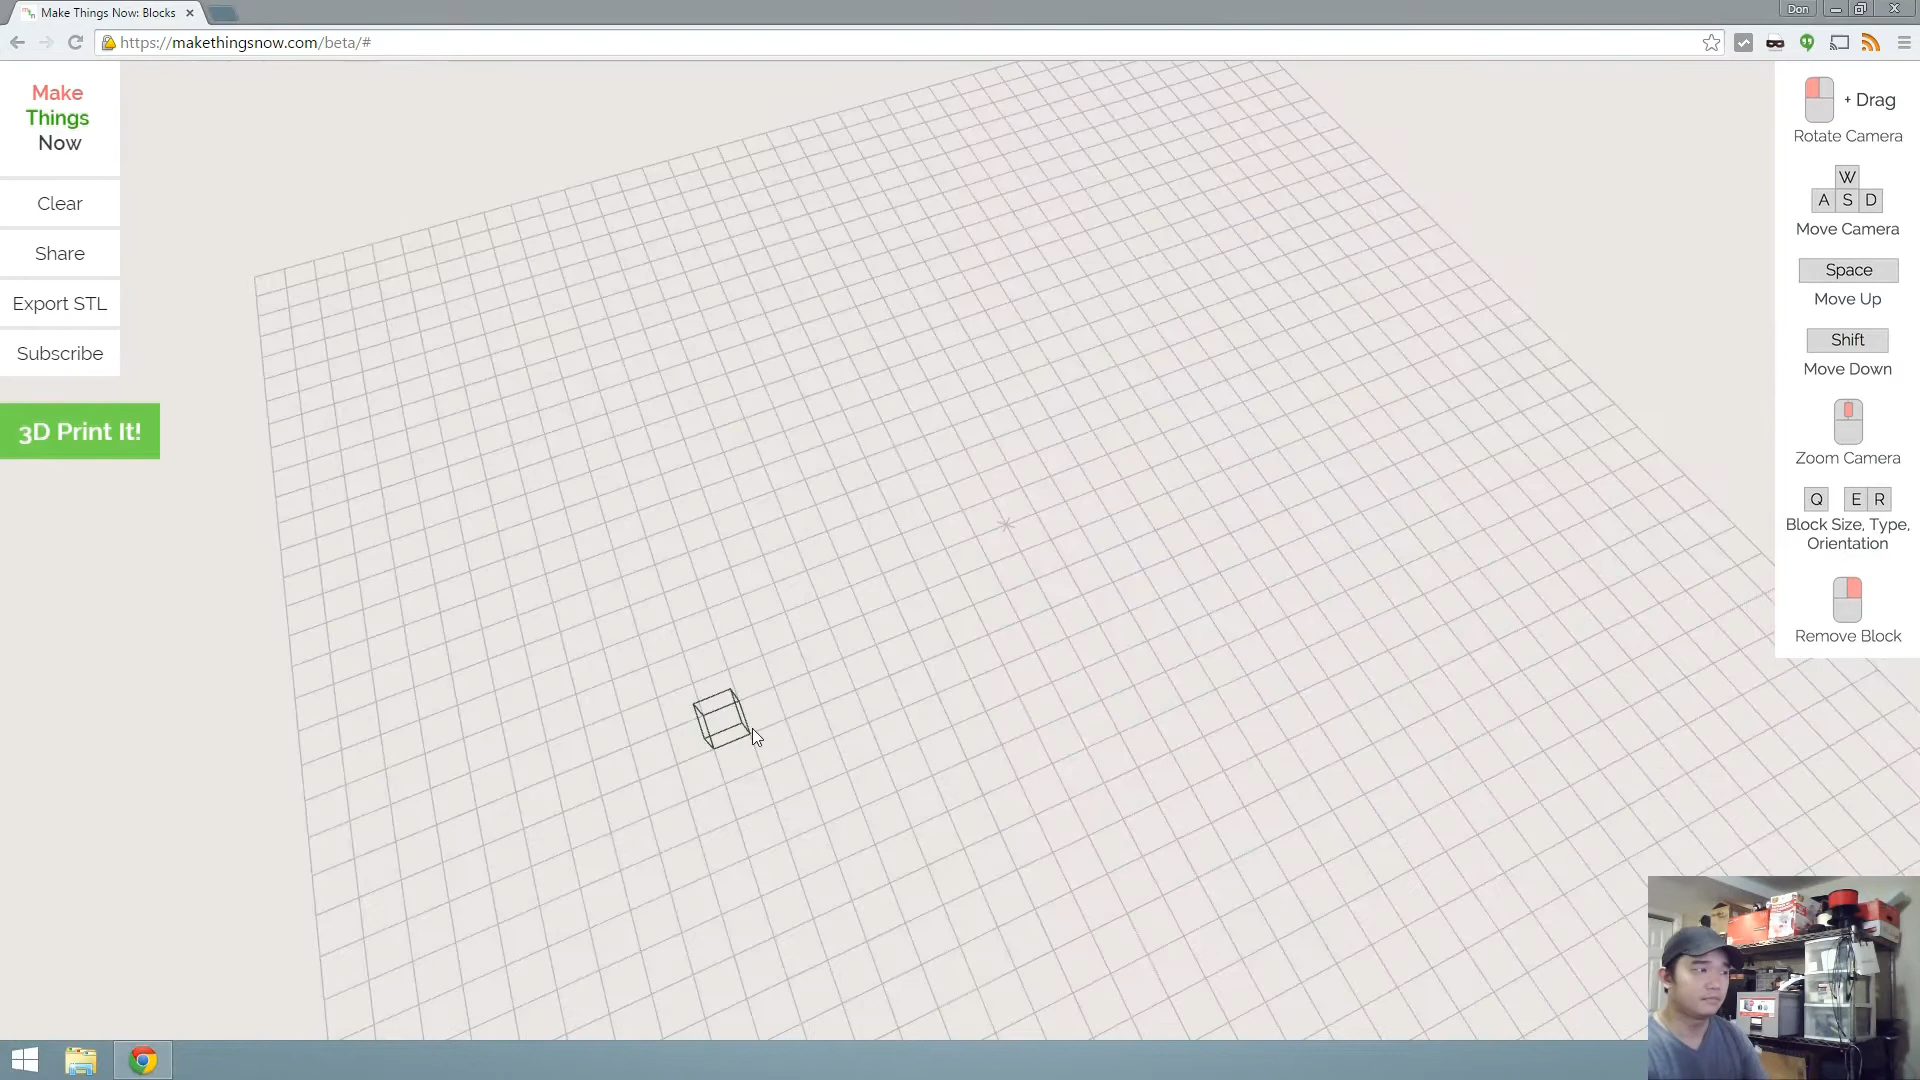 Make Things Now: Blocks
Don
https://makethingsnow.com/beta/#
Make
Things
Now
Clear
Share
Export STL
Subscribe
3D Print It!
+ Drag
Rotate Camera
W
A S D
Move Camera
Space
Move Up
Shift
Move Down
Zoom Camera
Q E R
Block Size, Type,
Orientation
Remove Block